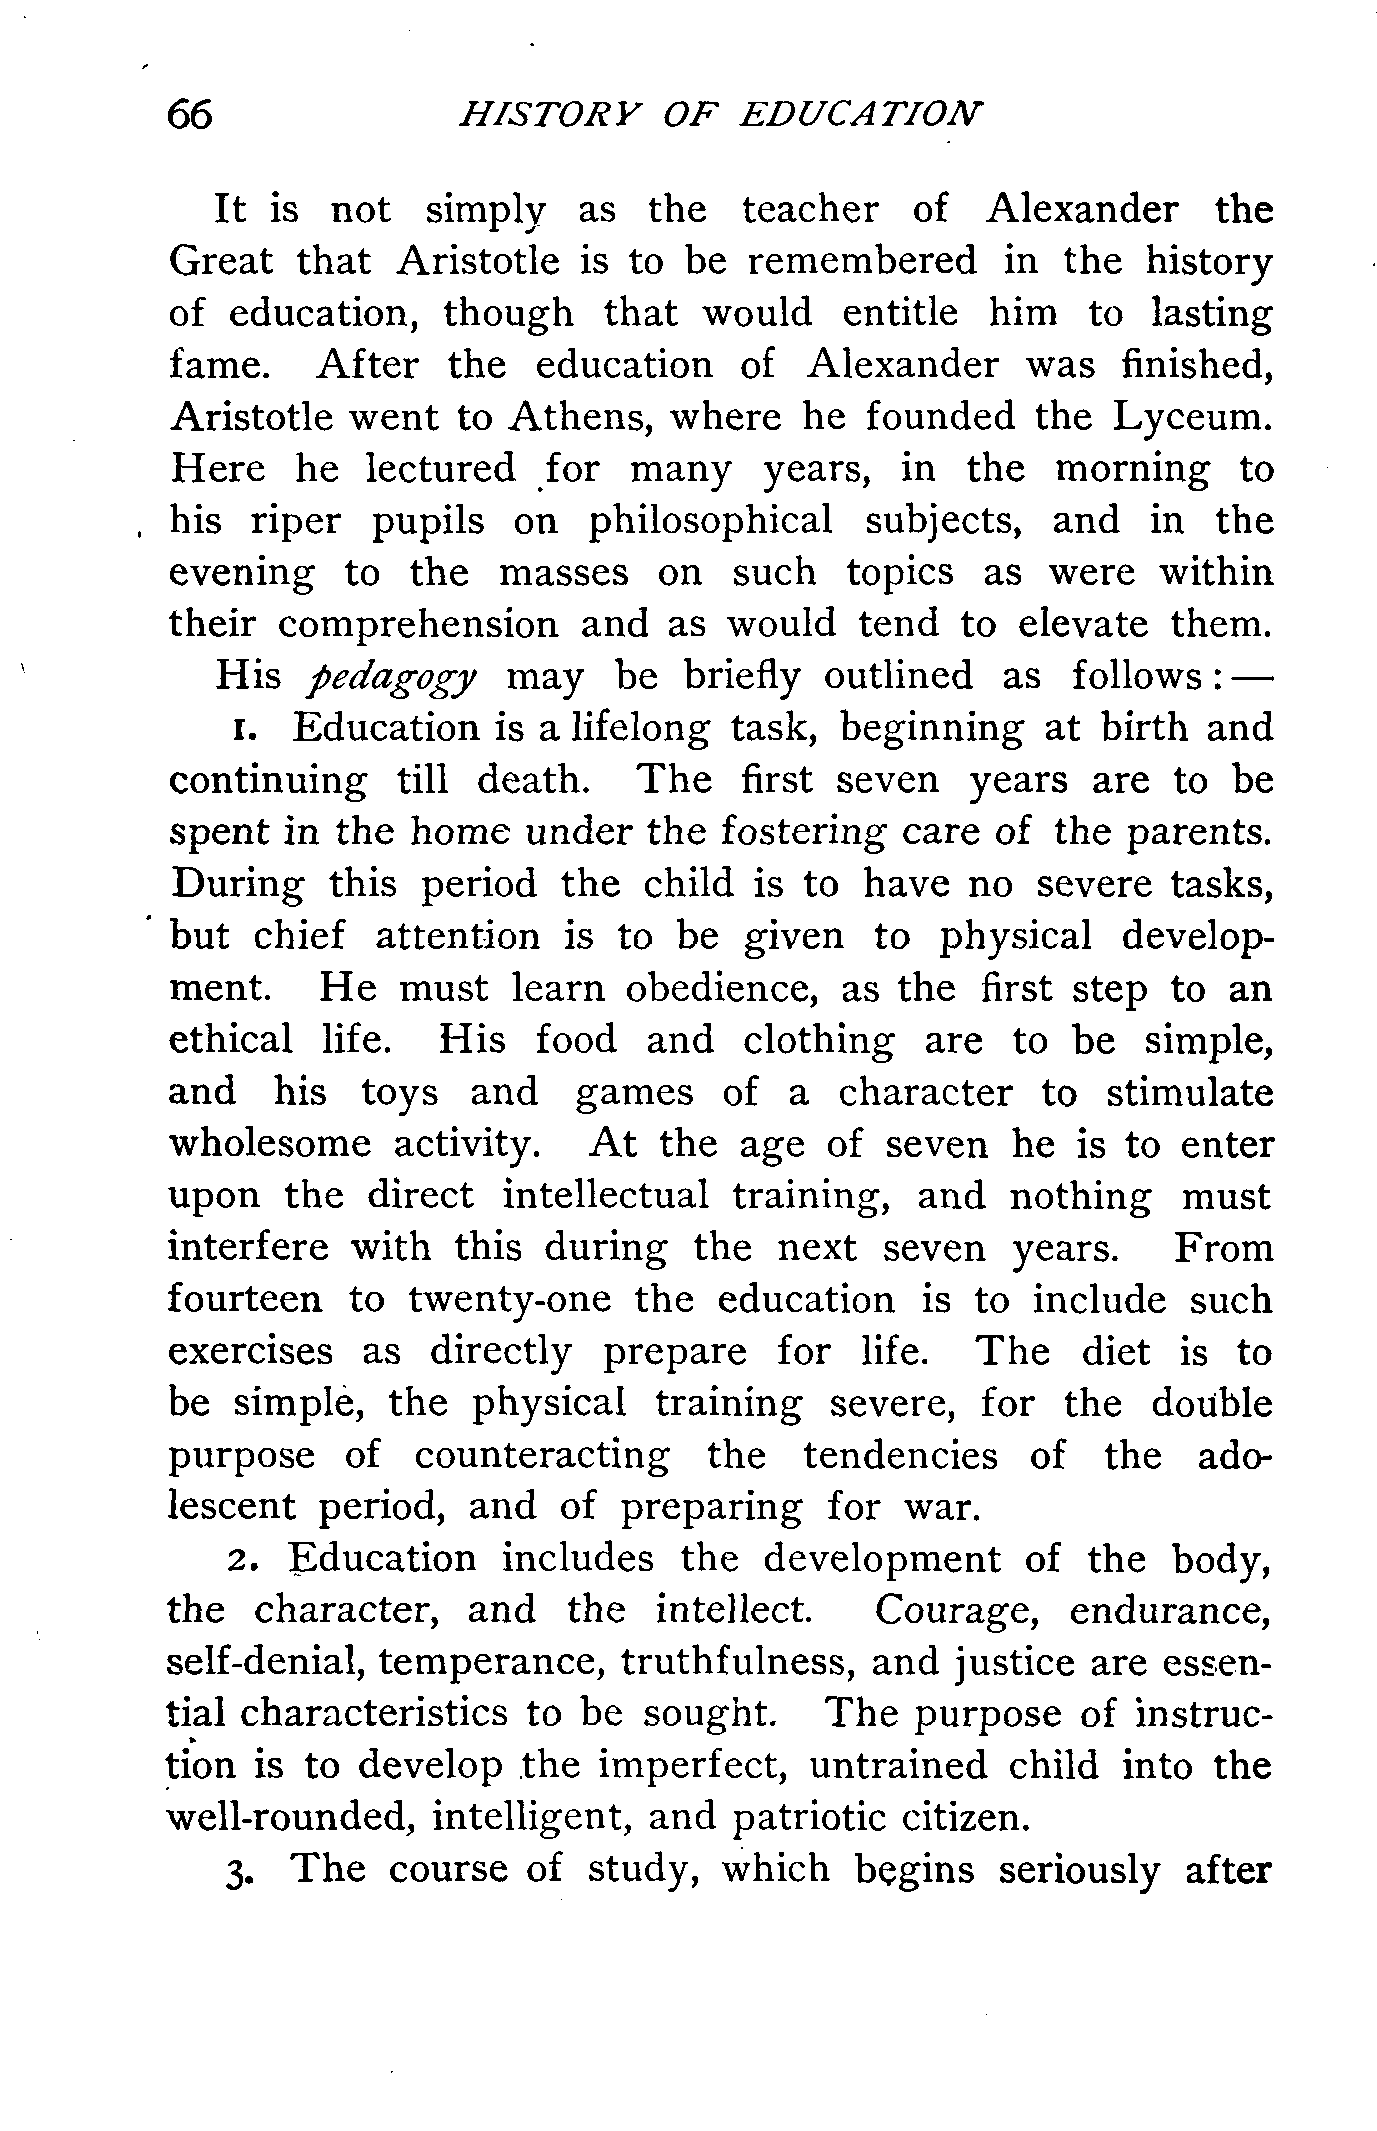 66 HISTORY OF EDUCATION
It is not simply as the teacher of Alexander the
Great that Aristotle is to be remembered in the history
of education, though that would entitle him to lasting
fame. After the education of Alexander was finished,
Aristotle went to Athens, where he founded the Lyceum.
Here he lectured for many years, in the morning to
his riper pupils on philosophical subjects, and in the
evening to the masses on such topics as were within
their comprehension and as would tend to elevate them.
His pedagogy may be briefly outlined as follows : —
1. Education is a lifelong task, beginning at birth and
continuing till death. The first seven years are to be
spent in the home under the fostering care of the parents.
During this period the child is to have no severe tasks,
but chief attention is to be given to physical develop-
ment. He must learn obedience, as the first step to an
ethical life. His food and clothing are to be simple,
and his toys and games of a character to stimulate
wholesome activity. At the age of seven he is to enter
upon the direct intellectual training, and nothing must
interfere with this during the next seven years. From
fourteen to twenty-one the education is to include such
exercises as directly prepare for life. The diet is to
be simple, the physical training severe, for the double
purpose of counteracting the tendencies of the ado-
lescent period, and of preparing for war.
2. Education includes the development of the body,
the character, and the intellect. Courage, endurance,
self-denial, temperance, truthfulness, and justice are essen-
tial characteristics to be sought. The purpose of instruc-
tion is to develop the imperfect, untrained child into the
well-rounded, intelligent, and patriotic citizen.
3. The course of study, which begins seriously after